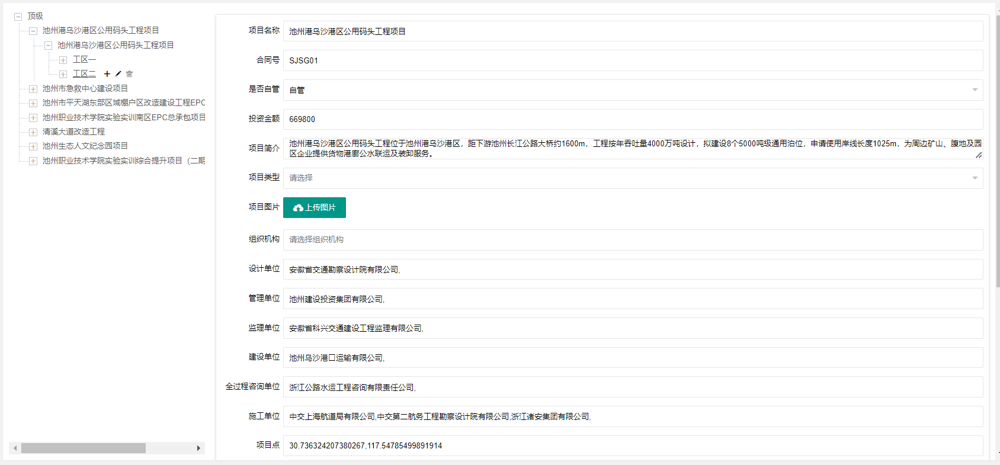 顶级
池州港乌沙港区公用码头工程项目
池州港乌沙港区公用码头工程项目
工区一
工区二
池州市急救中心建设项目
池州市平天湖东部区域棚户区改造建设工程EPC
池州职业技术学院实验实训南区EPC总承包项目
清溪大道改造工程
池州生态人文纪念园项目
池州职业技术学院实验实训综合提升项目（二期
项目名称 池州港乌沙港区公用码头工程项目
合同号 SJSG01
是否自管 自管
投资金额 669800
项目简介 池州港乌沙港区公用码头工程位于池州港乌沙港区，距下游池州长江公路大桥约1600m，工程按年吞吐量4000万吨设计，拟建设8个5000吨级通用泊位，申请使用岸线长度1025m，为周边矿山、腹地及园
区企业提供货物港廊公水联运及装卸服务。
项目类型 请选择
项目图片 上传图片
组织机构 请选择组织机构
设计单位 安徽省交通勘察设计院有限公司,
管理单位 池州建设投资集团有限公司,
监理单位 安徽省科兴交通建设工程监理有限公司,
建设单位 池州乌沙港口运输有限公司,
全过程咨询单位 浙江公路水运工程咨询有限责任公司,
施工单位 中交上海航道局有限公司,中交第二航务工程勘察设计院有限公司,浙江诸安集团有限公司,
项目点 30.736324207380267,117.54785499891914